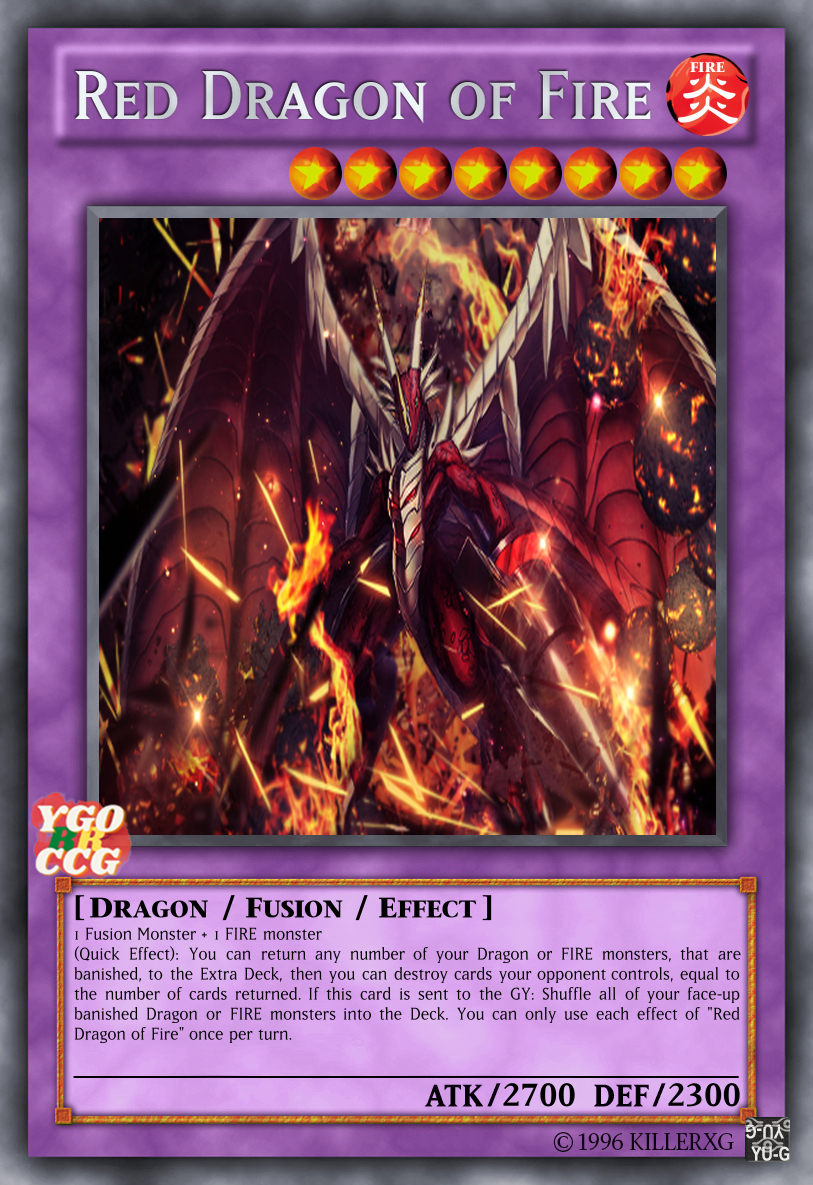 Red Dragon of Fire
FIRE
炎
YGO
RR
CCG
[ Dragon / Fusion / Effect ]
1 Fusion Monster + 1 FIRE monster
(Quick Effect): You can return any number of your Dragon or FIRE monsters, that are
banished, to the Extra Deck, then you can destroy cards your opponent controls, equal to
the number of cards returned. If this card is sent to the GY: Shuffle all of your face-up
banished Dragon or FIRE monsters into the Deck. You can only use each effect of "Red
Dragon of Fire" once per turn.
ATK/2700 DEF/2300
© 1996 KILLERXG
YU-G
YU-G